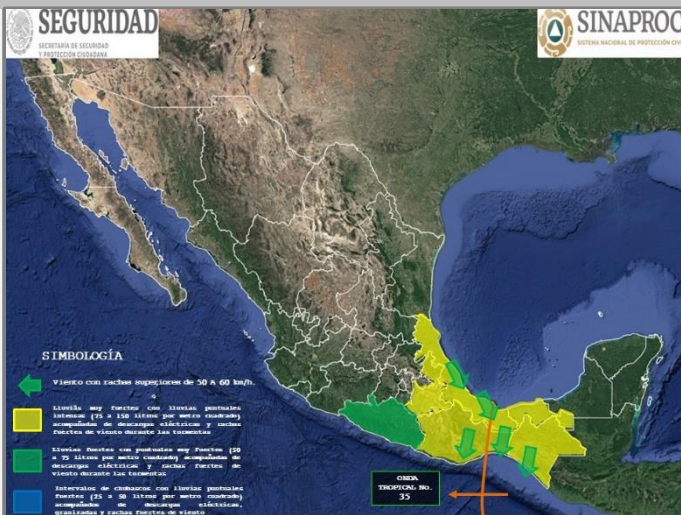 SEGURIDAD
SECRETARÍA DE SEGURIDAD
Y PROTECCIÓN CIUDADANA
SINAPROC
SISTEMA NACIONAL DE PROTECCIÓN CIVI
SIMBOLOGÍA
Viento con rachas superiores de 50 A 60 km/h.
Lluvias muy fuertes con lluvias puntuales
intensas (75 a 150 litros por metro cuadrado)
acompañadas de descargas eléctricas y rachas
fuertes de viento durante las tormentas
Lluvias fuertes con puntuales muy fuertes (50
a 75 litros por metro cuadrado) acompañadas de
descargas eléctricas y rachas fuertes de
viento durante las tormentas
Intervalos de chubascos con lluvias puntuales
fuertes (25 a 50 litros por metro cuadrado)
acompañados de descargas eléctricas,
granizadas y rachas fuertes de viento
ONDA
TROPICAL NO.
35